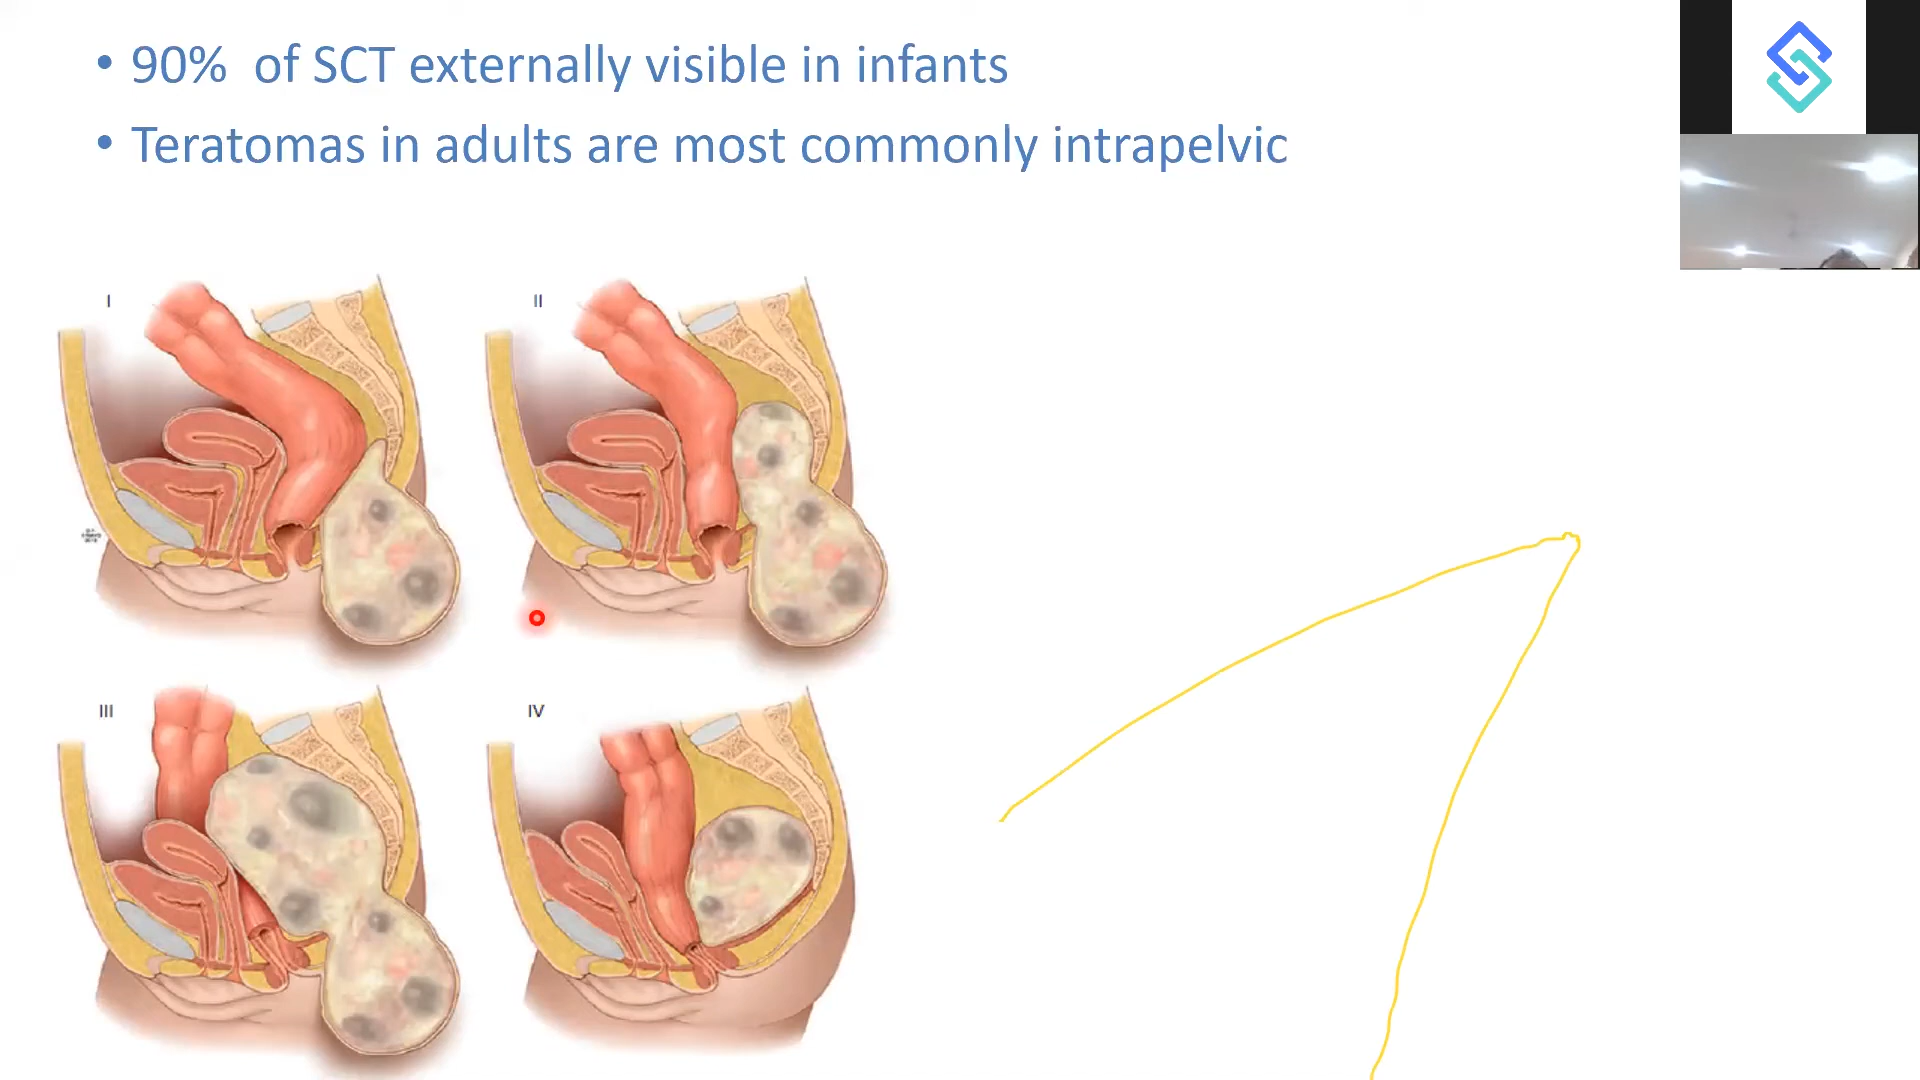 • 90% of SCT externally visible in infants
• Teratomas in adults are most commonly intrapelvic
I
II
III
IV